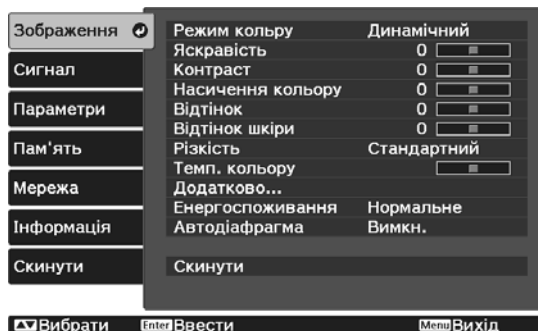 Зображення
Сигнал
Параметри
Пам'ять
Мережа
Інформація
Скинути
Режим кольру Динамічний
Яскравість 0
Контраст 0
Насичення кольору 0
Відтінок 0
Відтінок шкіри 0
Різкість Стандартний
Темп. кольору
Додатково...
Енергоспоживання Нормальне
Автодіафрагма Вимкн.
Скинути
Вибрати Enter Ввести Menu Вихід